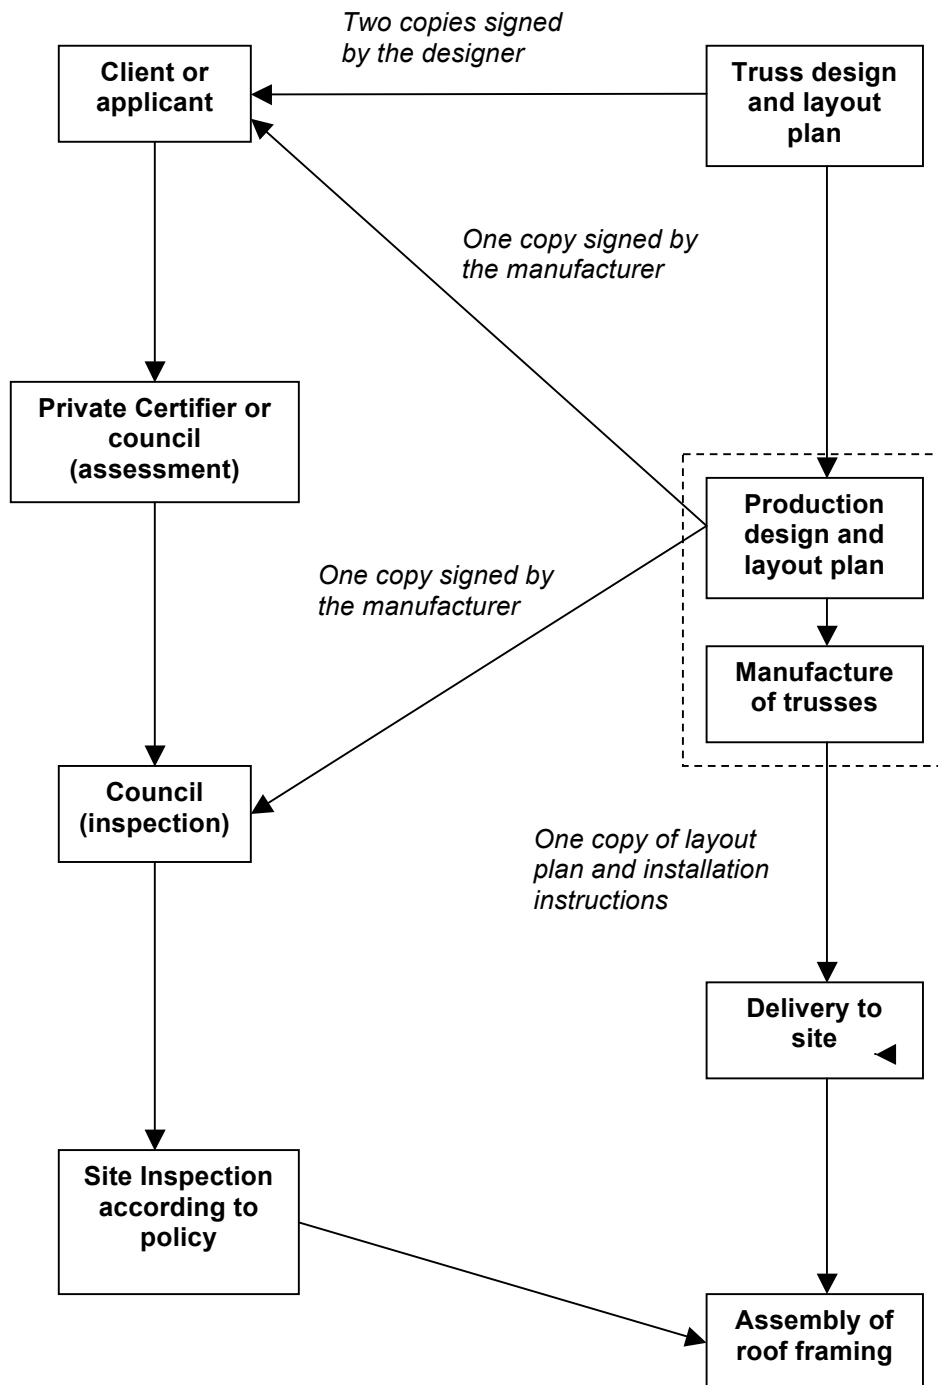 Two copies signed
by the designer
Client or
applicant
Truss design
and layout
plan
One copy signed by
the manufacturer
Private Certifier or
council
(assessment)
Production
design and
layout plan
One copy signed by
the manufacturer
Manufacture
of trusses
Council
(inspection)
One copy of layout
plan and installation
instructions
Delivery to
site
Site Inspection
according to
policy
Assembly of
roof framing